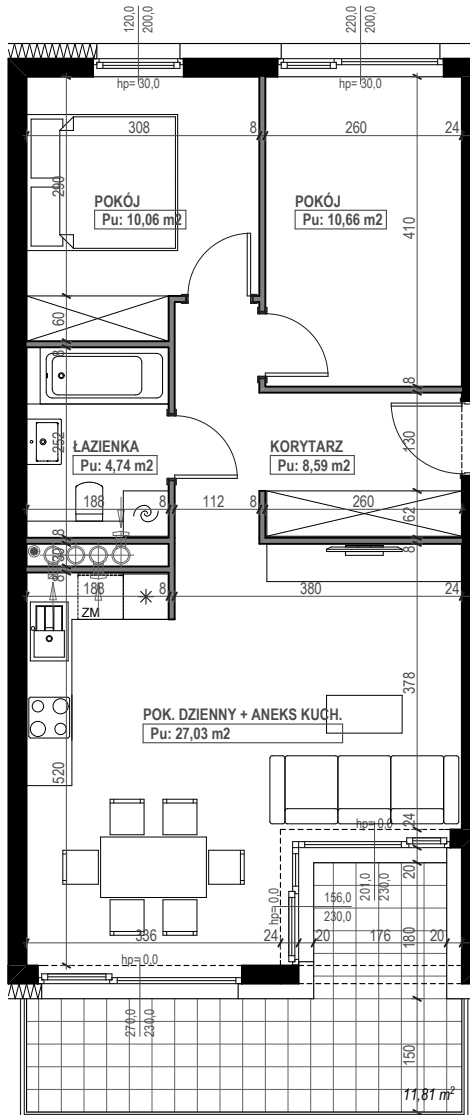 120,0
200,0
220,0
200,0
hp= 30,0
hp= 30,0
308
8
260
24
290
POKÓJ
Pu: 10,06 m2
POKÓJ
Pu: 10,66 m2
410
60
8
8
252
ŁAZIENKA
Pu: 4,74 m2
KORYTARZ
Pu: 8,59 m2
130
188
8
112
8
260
62
8
30
8
8
188
8
380
24
ZM
378
POK. DZIENNY + ANEKS KUCH.
Pu: 27,03 m2
520
hp= 0,0
24
20
hp= 0,0
156,0
230,0
201,0
230,0
180
336
24
20
176
20
hp= 0,0
270,0
230,0
150
11,81 m²